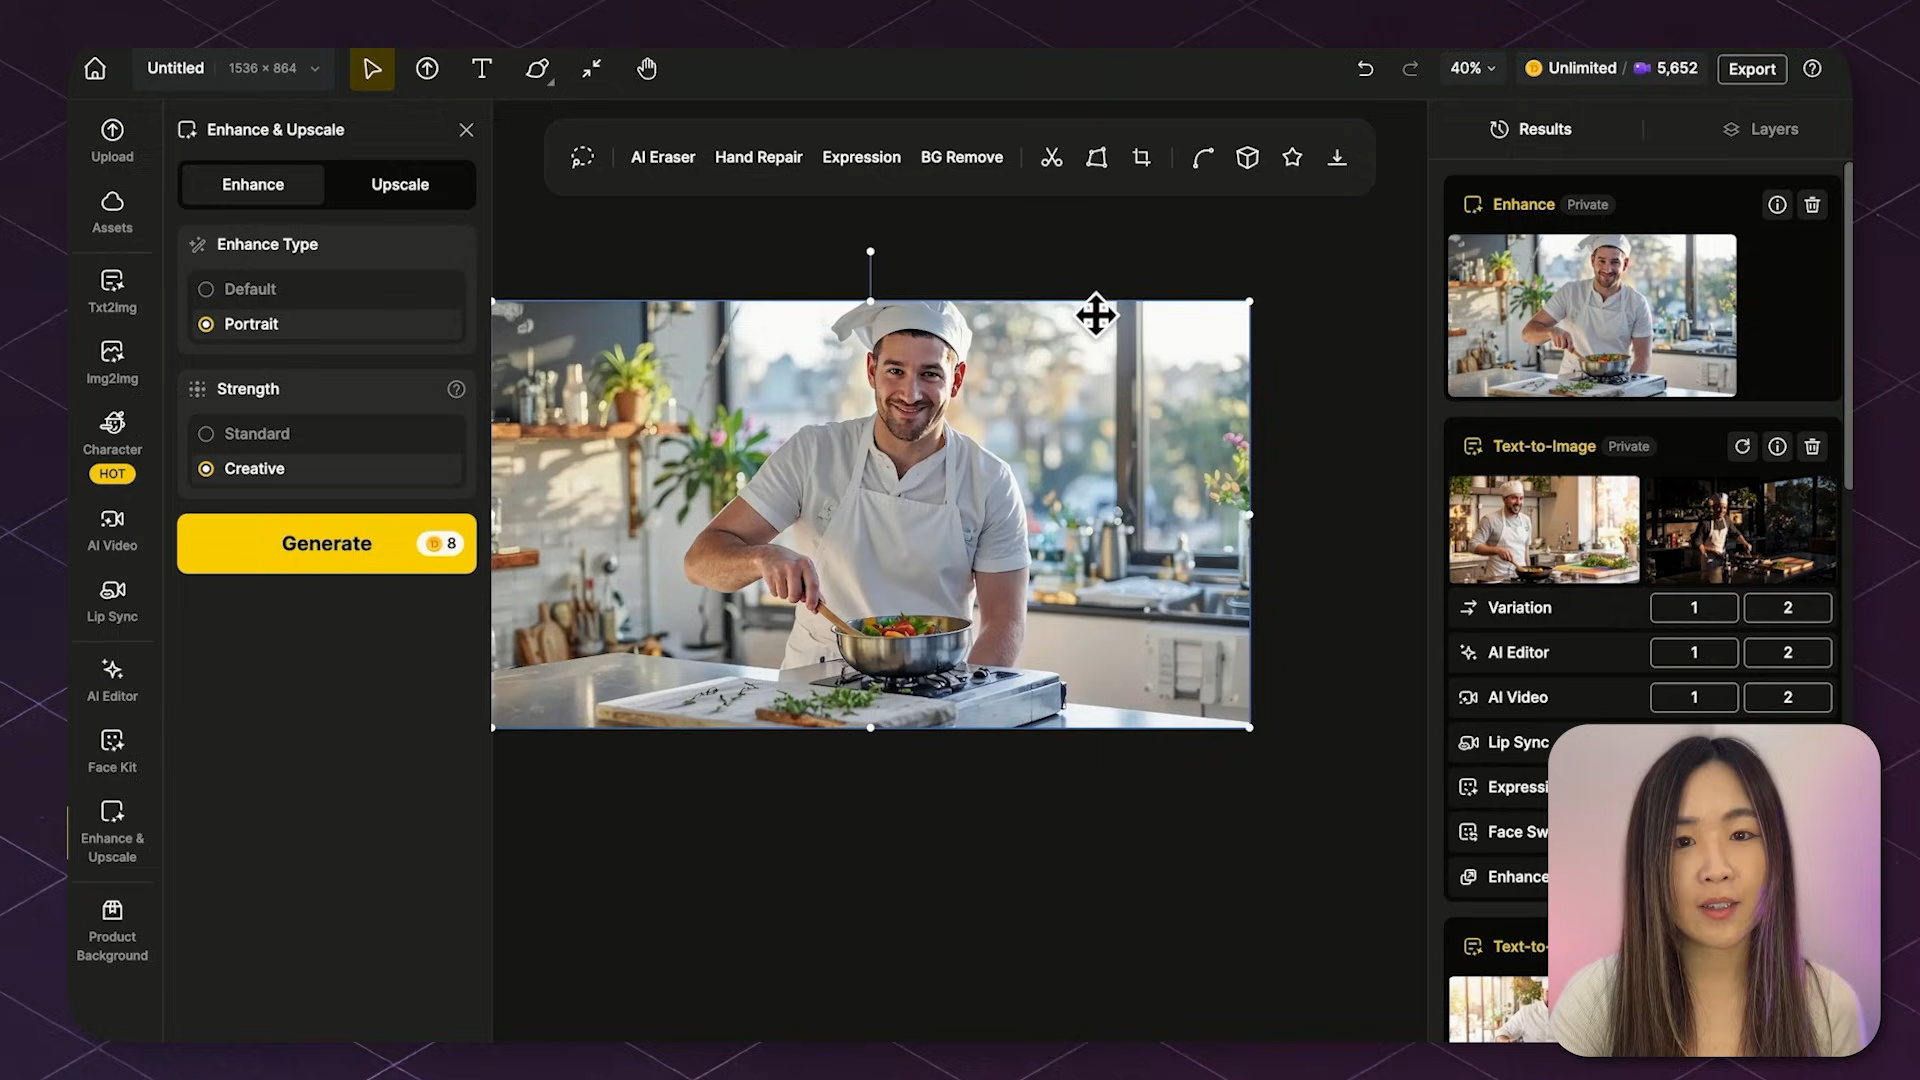 Untitled
1536 × 864
40%
Unlimited / 5,652
Export
Upload
Assets
Txt2Img
Img2Img
Character
HOT
AI Video
Lip Sync
AI Editor
Face Kit
Enhance &
Upscale
Product
Background
Enhance & Upscale
Enhance
Upscale
Enhance Type
Default
Portrait
Strength
Standard
Creative
Generate
8
AI Eraser
Hand Repair
Expression
BG Remove
Results
Layers
Enhance
Private
Text-to-Image
Private
Variation
1
2
AI Editor
1
2
AI Video
1
2
Lip Sync
Expressi
Face Sw
Enhance
Text-to-